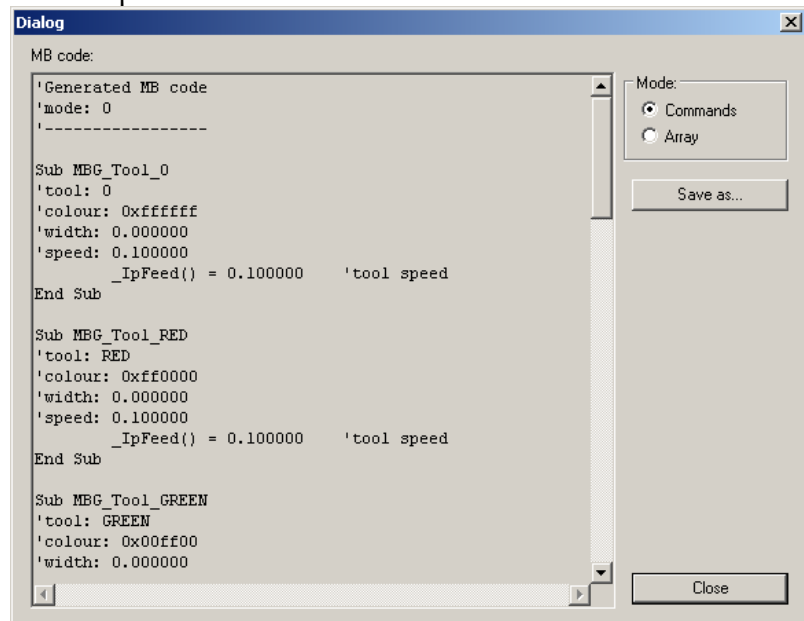 Dialog
MB code:
'Generated MB code
'mode: 0
'-----------------
Sub MBG_Tool_0
'tool: 0
'colour: 0xffffff
'width: 0.000000
'speed: 0.100000
_IpFeed() = 0.100000 'tool speed
End Sub
Sub MBG_Tool_RED
'tool: RED
'colour: 0xff0000
'width: 0.000000
'speed: 0.100000
_IpFeed() = 0.100000 'tool speed
End Sub
Sub MBG_Tool_GREEN
'tool: GREEN
'colour: 0x00ff00
'width: 0.000000
Mode:
Commands
Array
Save as...
Close